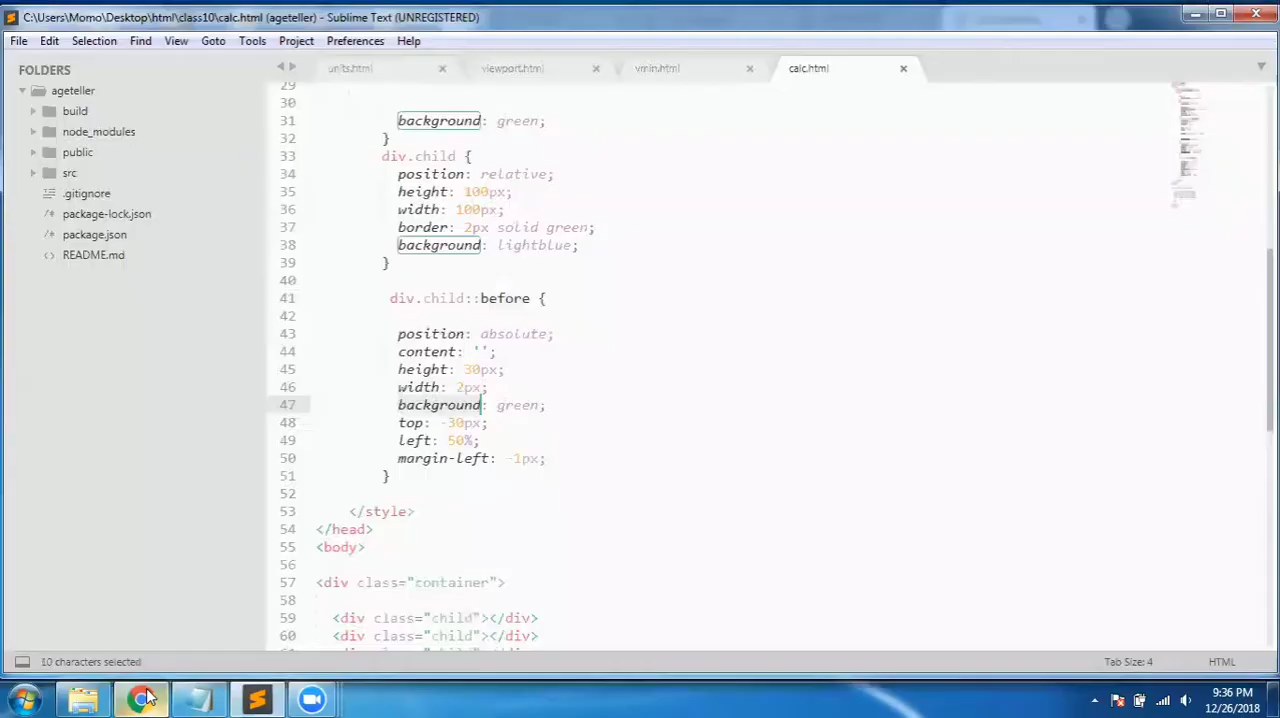 C:\Users\Momo\Desktop\html\class10\calc.html (ageteller) - Sublime Text (UNREGISTERED)
File Edit Selection Find View Goto Tools Project Preferences Help
FOLDERS
ageteller
build
node_modules
public
src
.gitignore
package-lock.json
package.json
README.md
units.html viewport.html vmin.html calc.html
29
30
31 background: green;
32 }
33 div.child {
34 position: relative;
35 height: 100px;
36 width: 100px;
37 border: 2px solid green;
38 background: lightblue;
39 }
40
41 div.child::before {
42
43 position: absolute;
44 content: '';
45 height: 30px;
46 width: 2px;
47 background: green;
48 top: -30px;
49 left: 50%;
50 margin-left: -1px;
51 }
52
53 </style>
54 </head>
55 <body>
56
57 <div class="container">
58
59 <div class="child"></div>
60 <div class="child"></div>
10 characters selected
Tab Size: 4 HTML
9:36 PM
12/26/2018